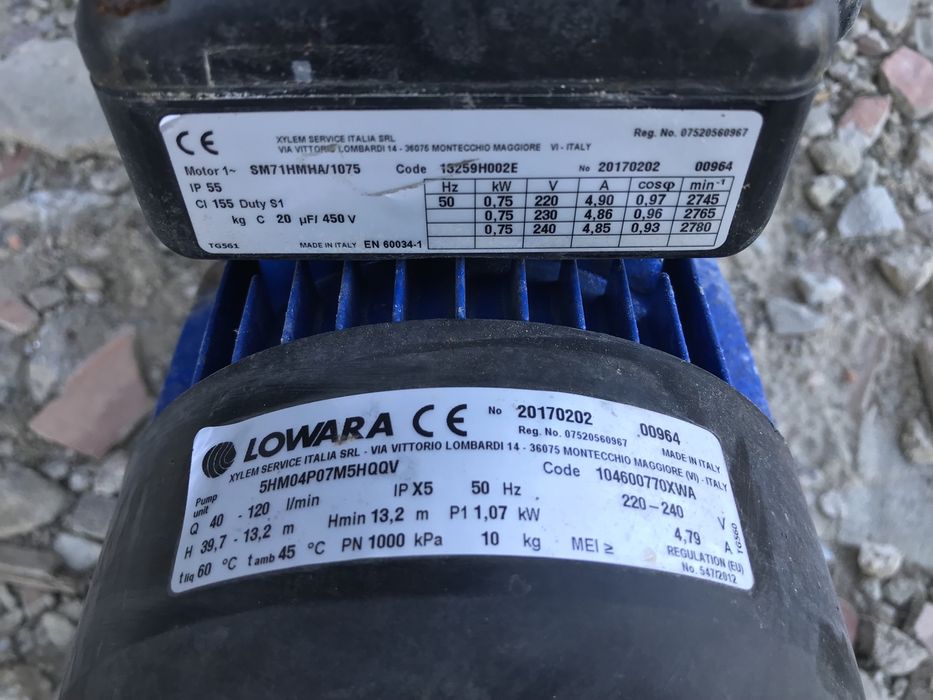 CE XYLEM SERVICE ITALIA SRL Reg. No. 07520560967
VIA VITTORIO LOMBARDI 14 - 36075 MONTECCHIO MAGGIORE VI - ITALY
Motor 1~ SM71HMHA/1075 Code 13259H002E No 20170202 00964
IP 55 Hz kW V A cosφ min⁻¹
Cl 155 Duty S1 50 0,75 220 4,90 0,97 2745
kg C 20 µF/ 450 V 0,75 230 4,86 0,96 2765
0,75 240 4,85 0,93 2780
TG561 MADE IN ITALY EN 60034-1
LOWARA CE No 20170202 00964
Reg. No. 07520560967 MADE IN ITALY
XYLEM SERVICE ITALIA SRL - VIA VITTORIO LOMBARDI 14 - 36075 MONTECCHIO MAGGIORE (VI) - ITALY
Pump unit 5HM04P07M5HQQV Code 104600770XWA
Q 40 - 120 l/min IP X5 50 Hz 220-240 V
H 39,7 - 13,2 m Hmin 13,2 m P1 1,07 kW 4,79 A
t liq 60 °C t amb 45 °C PN 1000 kPa 10 kg MEI ≥ REGULATION (EU)
No. 547/2012
TG560